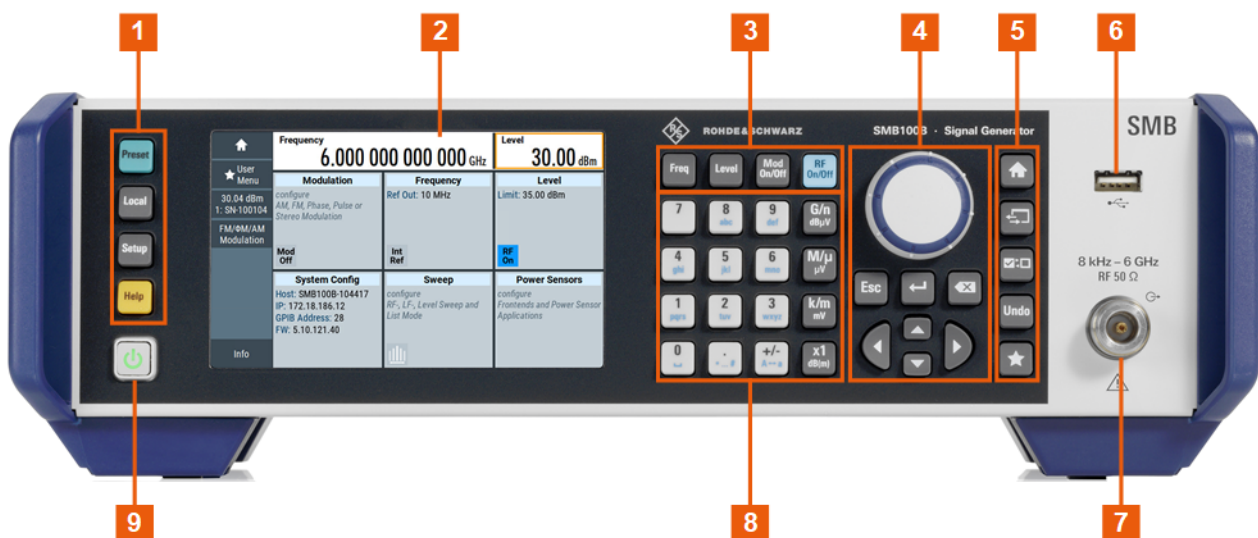 1
2
3
4
5
6
ROHDE&SCHWARZ
SMB100B · Signal Generator
SMB
Preset
Local
Setup
Help
User
Menu
30.04 dBm
1: SN-100104
FM/ΦM/AM
Modulation
Info
Frequency
6.000 000 000 000 GHz
Level
30.00 dBm
Modulation
configure
AM, FM, Phase, Pulse or
Stereo Modulation
Mod
Off
Frequency
Ref Out: 10 MHz
Int
Ref
Level
Limit: 35.00 dBm
RF
On
System Config
Host: SMB100B-104417
IP: 172.18.186.12
GPIB Address: 28
FW: 5.10.121.40
Sweep
configure
RF-, LF-, Level Sweep and
List Mode
Power Sensors
configure
Frontends and Power Sensor
Applications
Freq
Level
Mod
On/Off
RF
On/Off
7
8
abc
9
def
G/n
dBµV
4
ghi
5
jkl
6
mno
M/µ
µV
1
pqrs
2
tuv
3
wxyz
k/m
mV
0
.
* ... #
+/-
A↔a
x1
dB(m)
Esc
Undo
8 kHz – 6 GHz
RF 50 Ω
9
8
7